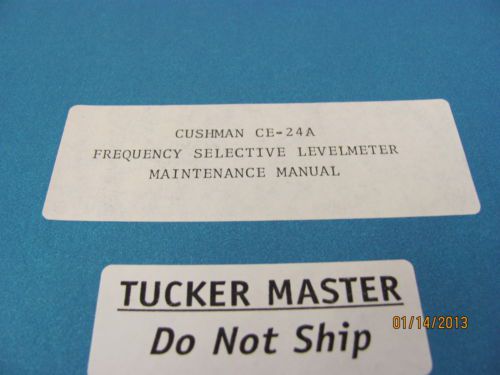 CUSHMAN CE-24A
FREQUENCY SELECTIVE LEVELMETER
MAINTENANCE MANUAL
TUCKER MASTER
Do Not Ship
01/14/2013